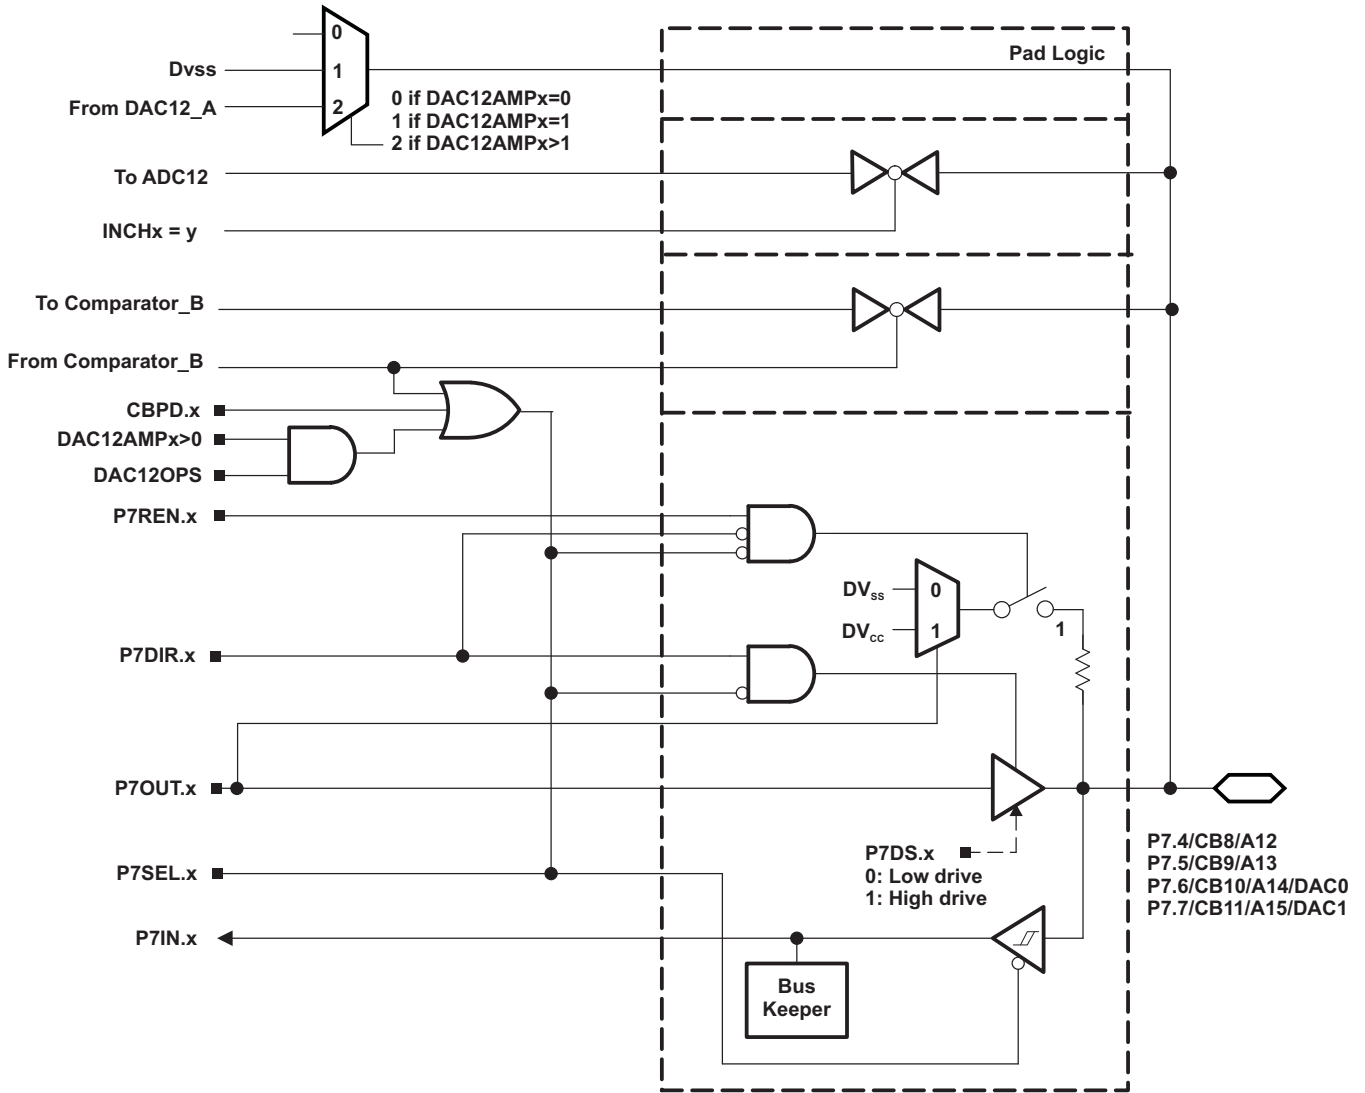 0
Pad Logic
Dvss
1
From DAC12_A
2
0 if DAC12AMPx=0
1 if DAC12AMPx=1
2 if DAC12AMPx>1
To ADC12
INCHx = y
To Comparator_B
From Comparator_B
CBPD.x
DAC12AMPx>0
DAC12OPS
P7REN.x
DVss
0
DVcc
1
1
P7DIR.x
P7OUT.x
P7DS.x
0: Low drive
1: High drive
P7.4/CB8/A12
P7.5/CB9/A13
P7.6/CB10/A14/DAC0
P7.7/CB11/A15/DAC1
P7SEL.x
P7IN.x
Bus
Keeper